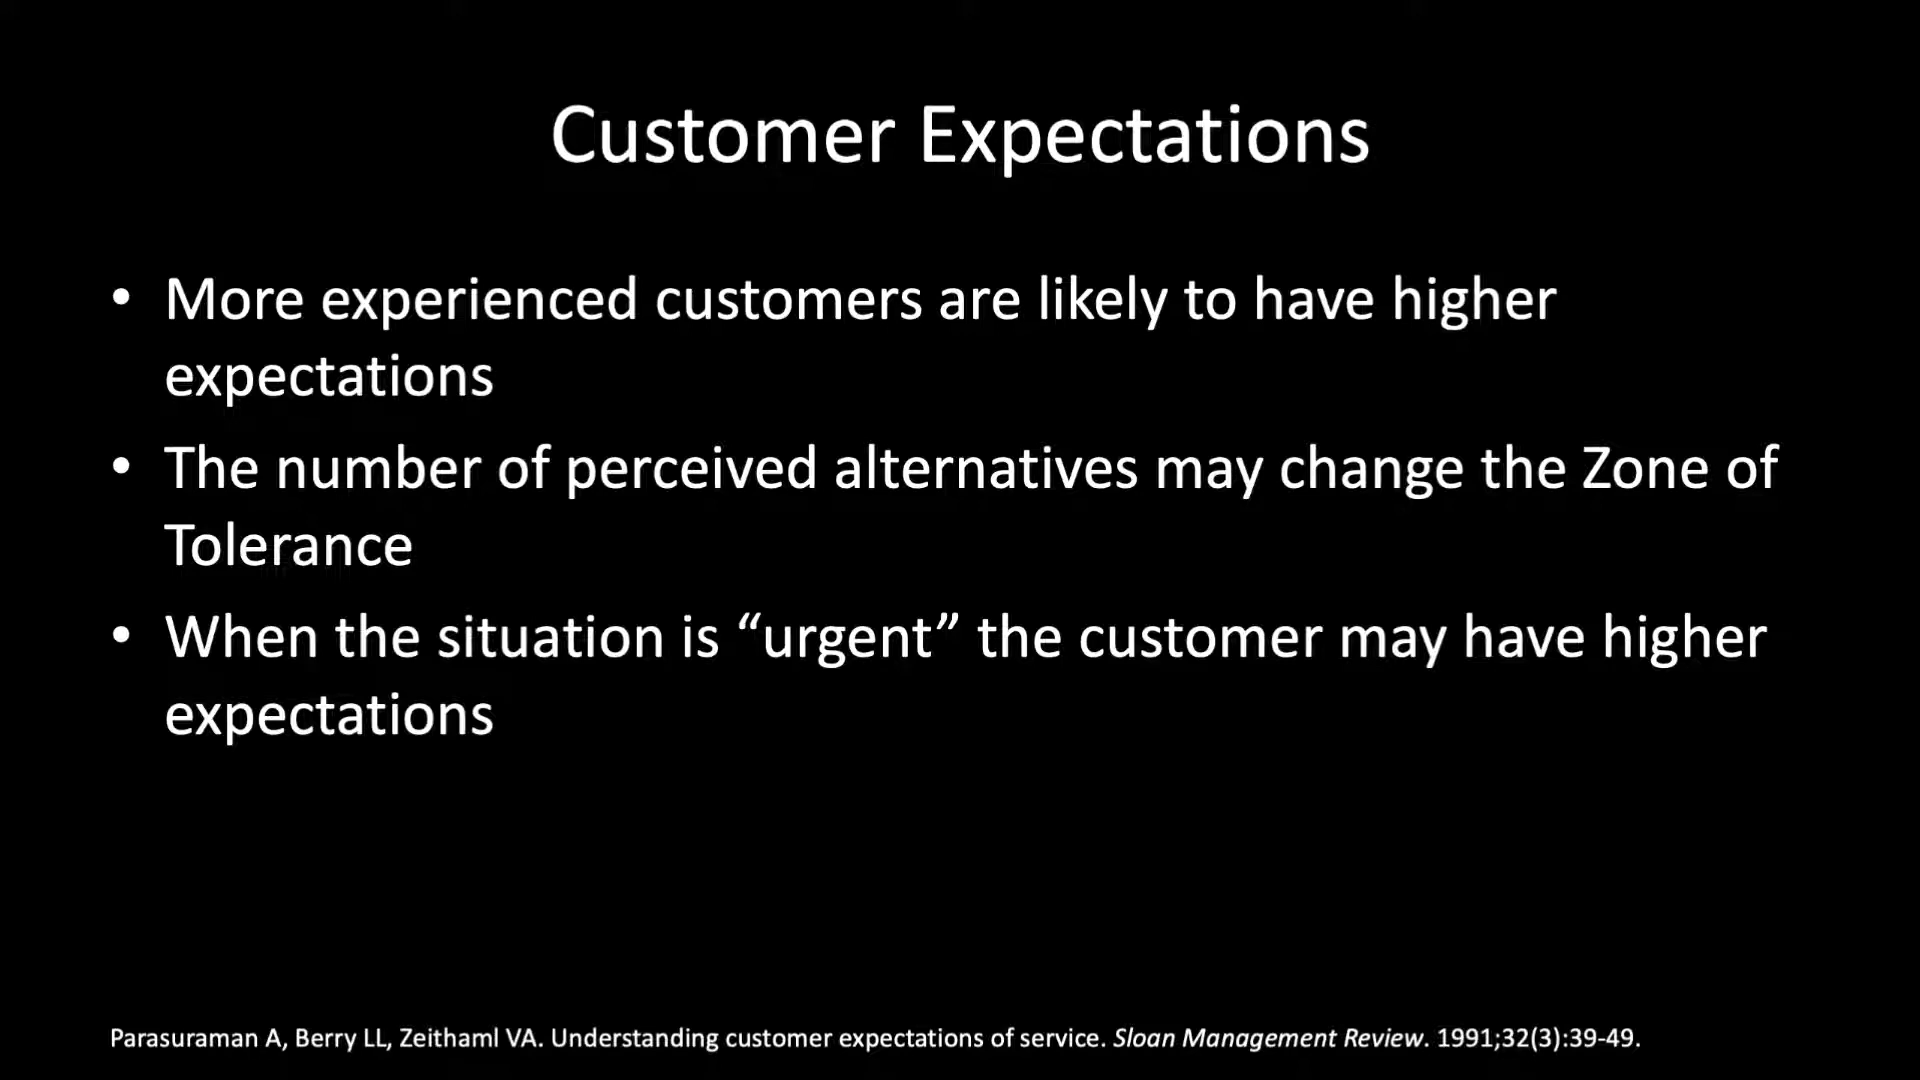 Customer Expectations
• More experienced customers are likely to have higher
expectations
• The number of perceived alternatives may change the Zone of
Tolerance
• When the situation is “urgent” the customer may have higher
expectations
Parasuraman A, Berry LL, Zeithaml VA. Understanding customer expectations of service. Sloan Management Review. 1991;32(3):39-49.